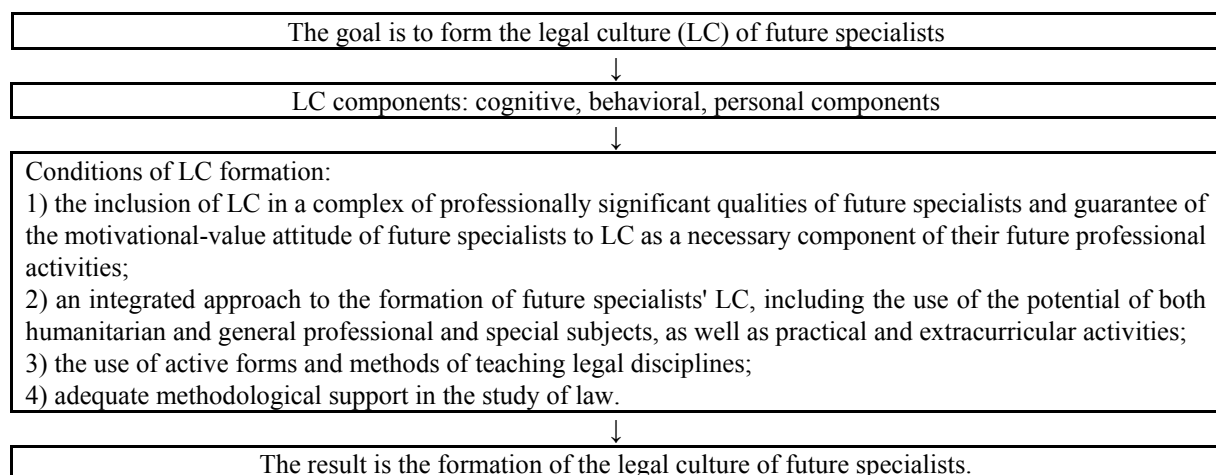 The goal is to form the legal culture (LC) of future specialists
↓
LC components: cognitive, behavioral, personal components
↓
Conditions of LC formation:
1) the inclusion of LC in a complex of professionally significant qualities of future specialists and guarantee of
the motivational-value attitude of future specialists to LC as a necessary component of their future professional
activities;
2) an integrated approach to the formation of future specialists' LC, including the use of the potential of both
humanitarian and general professional and special subjects, as well as practical and extracurricular activities;
3) the use of active forms and methods of teaching legal disciplines;
4) adequate methodological support in the study of law.
↓
The result is the formation of the legal culture of future specialists.